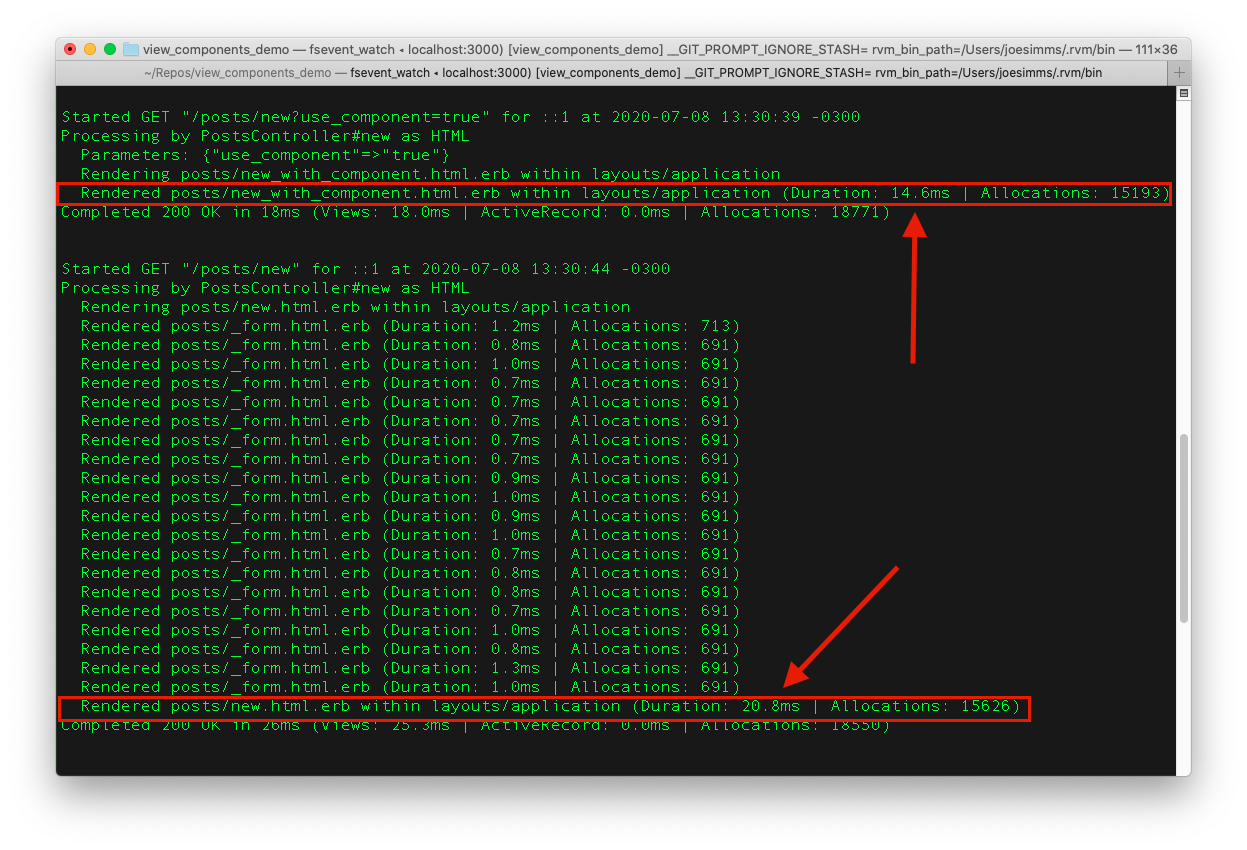 view_components_demo — fsevent_watch ◂ localhost:3000) [view_components_demo] __GIT_PROMPT_IGNORE_STASH= rvm_bin_path=/Users/joesimms/.rvm/bin — 111×36
~/Repos/view_components_demo — fsevent_watch ◂ localhost:3000) [view_components_demo] __GIT_PROMPT_IGNORE_STASH= rvm_bin_path=/Users/joesimms/.rvm/bin
Started GET "/posts/new?use_component=true" for ::1 at 2020-07-08 13:30:39 -0300
Processing by PostsController#new as HTML
Parameters: {"use_component"=>"true"}
Rendering posts/new_with_component.html.erb within layouts/application
Rendered posts/new_with_component.html.erb within layouts/application (Duration: 14.6ms | Allocations: 15193)
Completed 200 OK in 18ms (Views: 18.0ms | ActiveRecord: 0.0ms | Allocations: 18771)
Started GET "/posts/new" for ::1 at 2020-07-08 13:30:44 -0300
Processing by PostsController#new as HTML
Rendering posts/new.html.erb within layouts/application
Rendered posts/_form.html.erb (Duration: 1.2ms | Allocations: 713)
Rendered posts/_form.html.erb (Duration: 0.8ms | Allocations: 691)
Rendered posts/_form.html.erb (Duration: 1.0ms | Allocations: 691)
Rendered posts/_form.html.erb (Duration: 0.7ms | Allocations: 691)
Rendered posts/_form.html.erb (Duration: 0.7ms | Allocations: 691)
Rendered posts/_form.html.erb (Duration: 0.7ms | Allocations: 691)
Rendered posts/_form.html.erb (Duration: 0.7ms | Allocations: 691)
Rendered posts/_form.html.erb (Duration: 0.7ms | Allocations: 691)
Rendered posts/_form.html.erb (Duration: 0.9ms | Allocations: 691)
Rendered posts/_form.html.erb (Duration: 1.0ms | Allocations: 691)
Rendered posts/_form.html.erb (Duration: 0.9ms | Allocations: 691)
Rendered posts/_form.html.erb (Duration: 1.0ms | Allocations: 691)
Rendered posts/_form.html.erb (Duration: 0.7ms | Allocations: 691)
Rendered posts/_form.html.erb (Duration: 0.8ms | Allocations: 691)
Rendered posts/_form.html.erb (Duration: 0.8ms | Allocations: 691)
Rendered posts/_form.html.erb (Duration: 0.7ms | Allocations: 691)
Rendered posts/_form.html.erb (Duration: 1.0ms | Allocations: 691)
Rendered posts/_form.html.erb (Duration: 0.8ms | Allocations: 691)
Rendered posts/_form.html.erb (Duration: 1.3ms | Allocations: 691)
Rendered posts/_form.html.erb (Duration: 1.0ms | Allocations: 691)
Rendered posts/new.html.erb within layouts/application (Duration: 20.8ms | Allocations: 15626)
Completed 200 OK in 26ms (Views: 25.3ms | ActiveRecord: 0.0ms | Allocations: 18550)